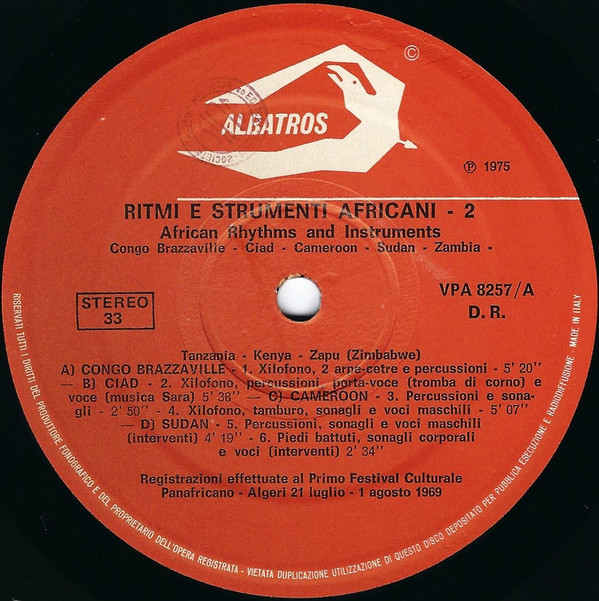 ©
ALBATROS
SOCIETA
℗ 1975
RITMI E STRUMENTI AFRICANI - 2
African Rhythms and Instruments
Congo Brazzaville - Ciad - Cameroon - Sudan - Zambia -
STEREO
33
VPA 8257/A
D. R.
Tanzania - Kenya - Zapu (Zimbabwe)
A) CONGO BRAZZAVILLE - 1. Xilofono, 2 arpe-cetre e percussioni - 5' 20''
— B) CIAD - 2. Xilofono, percussioni, porta-voce (tromba di corno) e
voce (musica Sara) 5' 38'' — C) CAMEROON - 3. Percussioni e sona-
gli - 2' 50'' - 4. Xilofono, tamburo, sonagli e voci maschili - 5' 07''
— D) SUDAN - 5. Percussioni, sonagli e voci maschili
(interventi) 4' 19'' - 6. Piedi battuti, sonagli corporali
e voci (interventi) 2' 34''
Registrazioni effettuate al Primo Festival Culturale
Panafricano - Algeri 21 luglio - 1 agosto 1969
RISERVATI TUTTI I DIRITTI DEL PRODUTTORE FONOGRAFICO E DEL PROPRIETARIO DELL'OPERA REGISTRATA - VIETATA DUPLICAZIONE UTILIZZAZIONE DI QUESTO DISCO DEPOSITATO PER PUBBLICA ESECUZIONE E RADIODIFFUSIONE - MADE IN ITALY